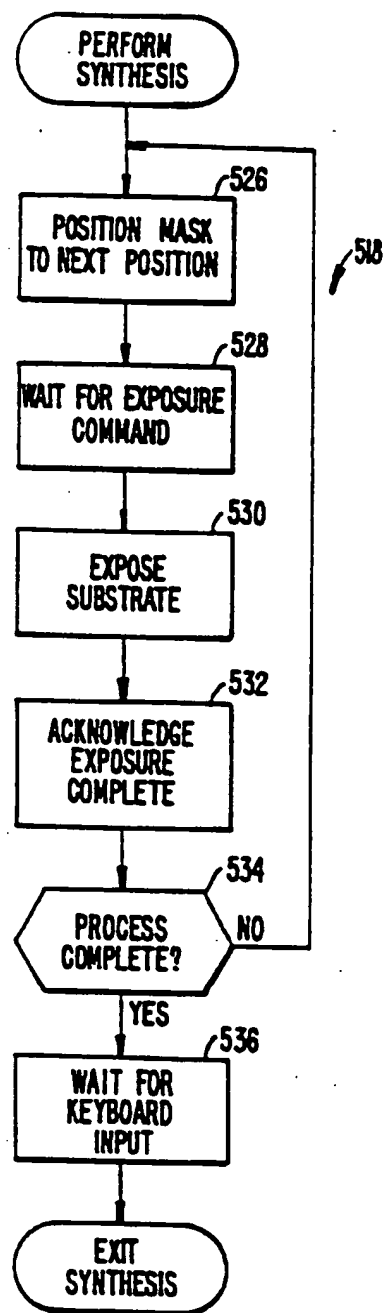 PERFORM
SYNTHESIS
526
POSITION MASK
TO NEXT POSITION
518
528
WAIT FOR EXPOSURE
COMMAND
530
EXPOSE
SUBSTRATE
532
ACKNOWLEDGE
EXPOSURE
COMPLETE
534
PROCESS
COMPLETE?
NO
YES
536
WAIT FOR
KEYBOARD
INPUT
EXIT
SYNTHESIS